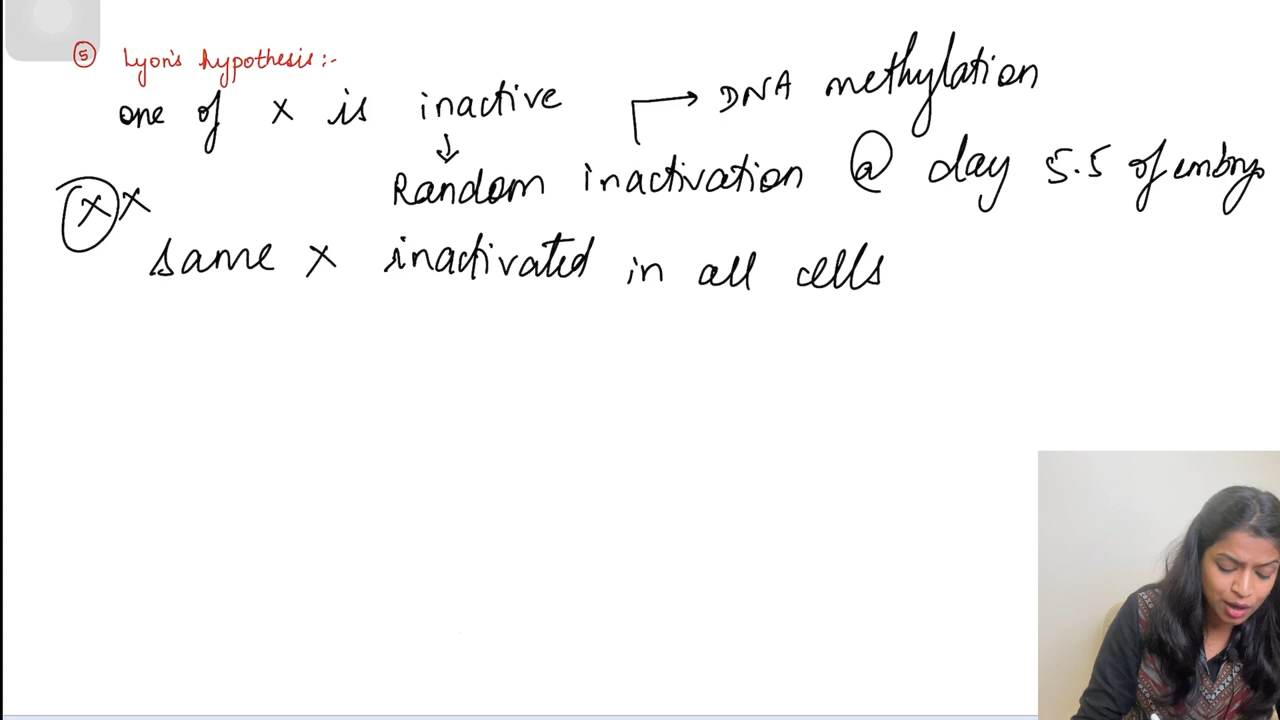 ⑤ Lyon's hypothesis:-
one of X is inactive
→ DNA methylation
↓
Random inactivation @ day 5.5 of embryo
XX
same X inactivated in all cells